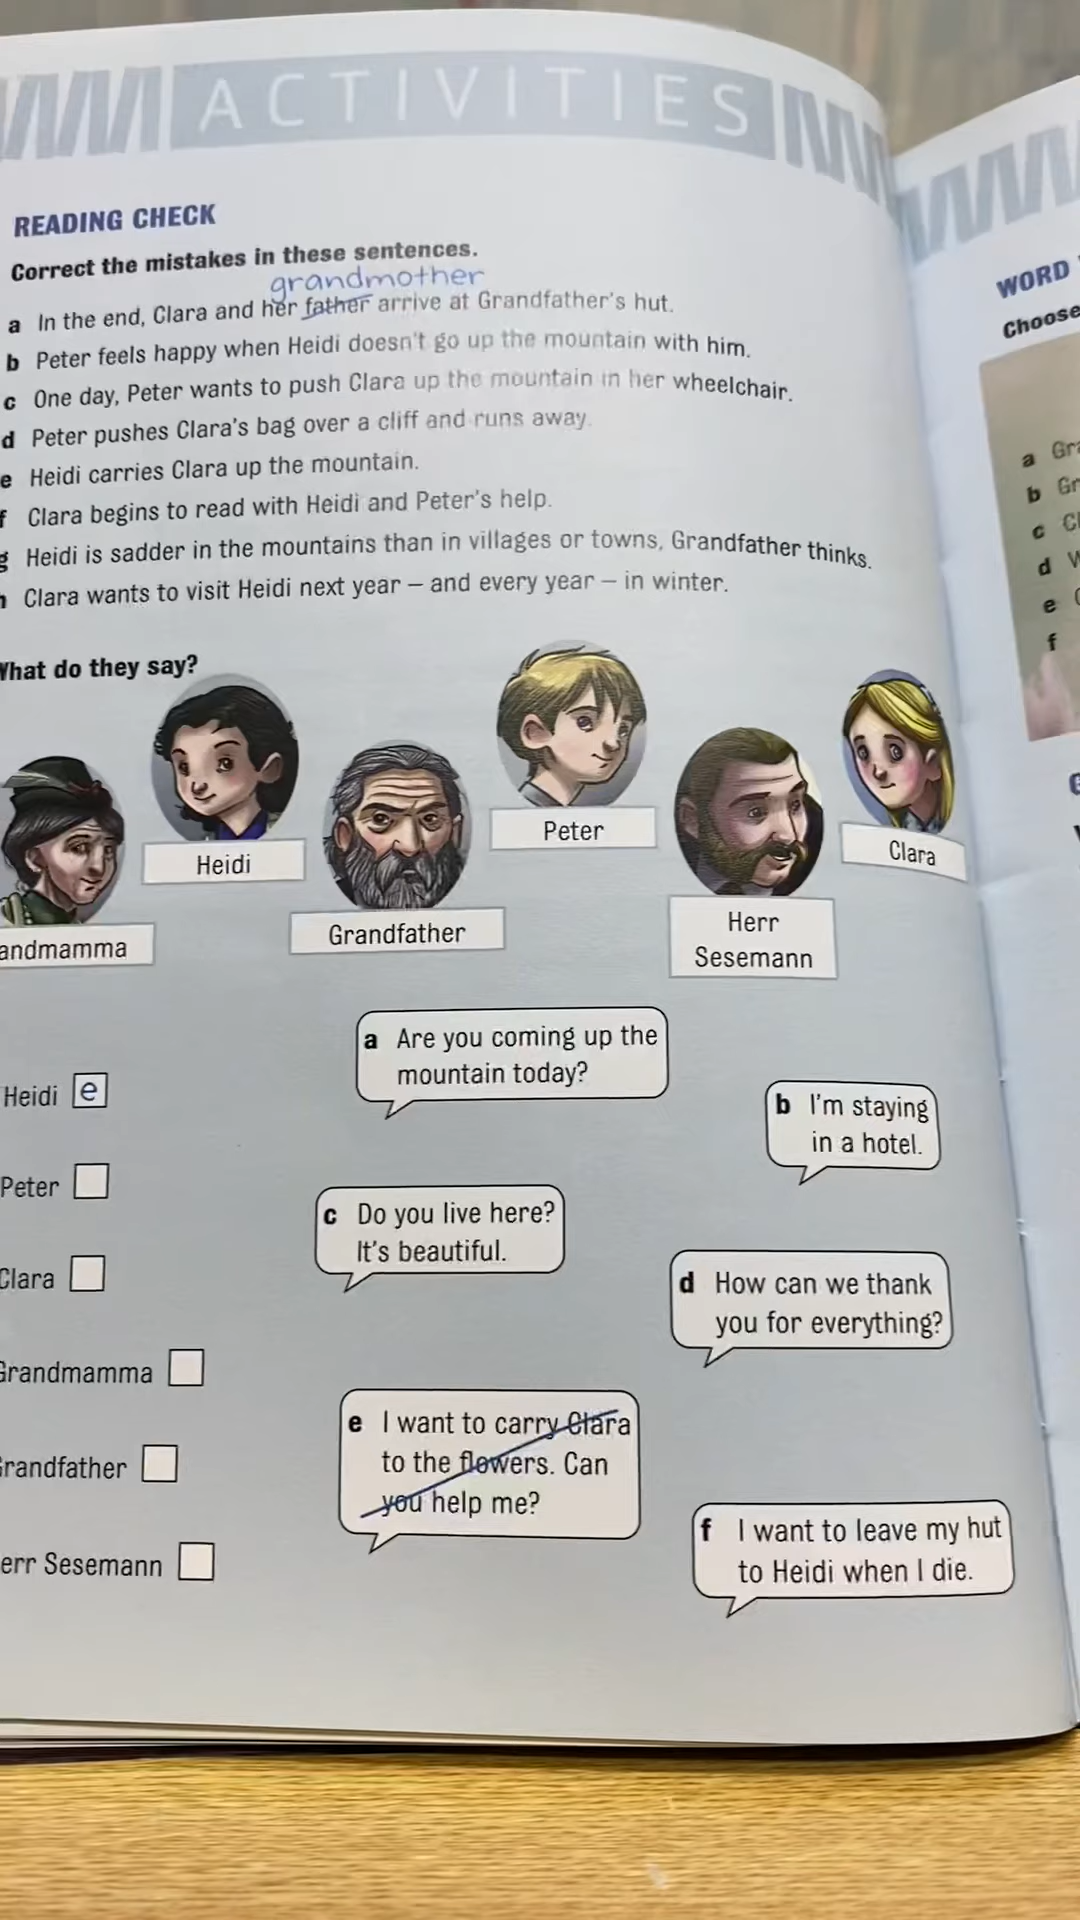 ACTIVITIES
READING CHECK
Correct the mistakes in these sentences.
grandmother
a In the end, Clara and her father arrive at Grandfather's hut.
b Peter feels happy when Heidi doesn't go up the mountain with him.
c One day, Peter wants to push Clara up the mountain in her wheelchair.
d Peter pushes Clara's bag over a cliff and runs away.
e Heidi carries Clara up the mountain.
f Clara begins to read with Heidi and Peter's help.
g Heidi is sadder in the mountains than in villages or towns, Grandfather thinks.
h Clara wants to visit Heidi next year – and every year – in winter.
What do they say?
andmamma
Heidi
Grandfather
Peter
Herr
Sesemann
Clara
Heidi e
Peter
Clara
Grandmamma
Grandfather
err Sesemann
a Are you coming up the
mountain today?
b I'm staying
in a hotel.
c Do you live here?
It's beautiful.
d How can we thank
you for everything?
e I want to carry Clara
to the flowers. Can
you help me?
f I want to leave my hut
to Heidi when I die.
WORD
Choose
a Gra
b Gr
c Cl
d W
e
f